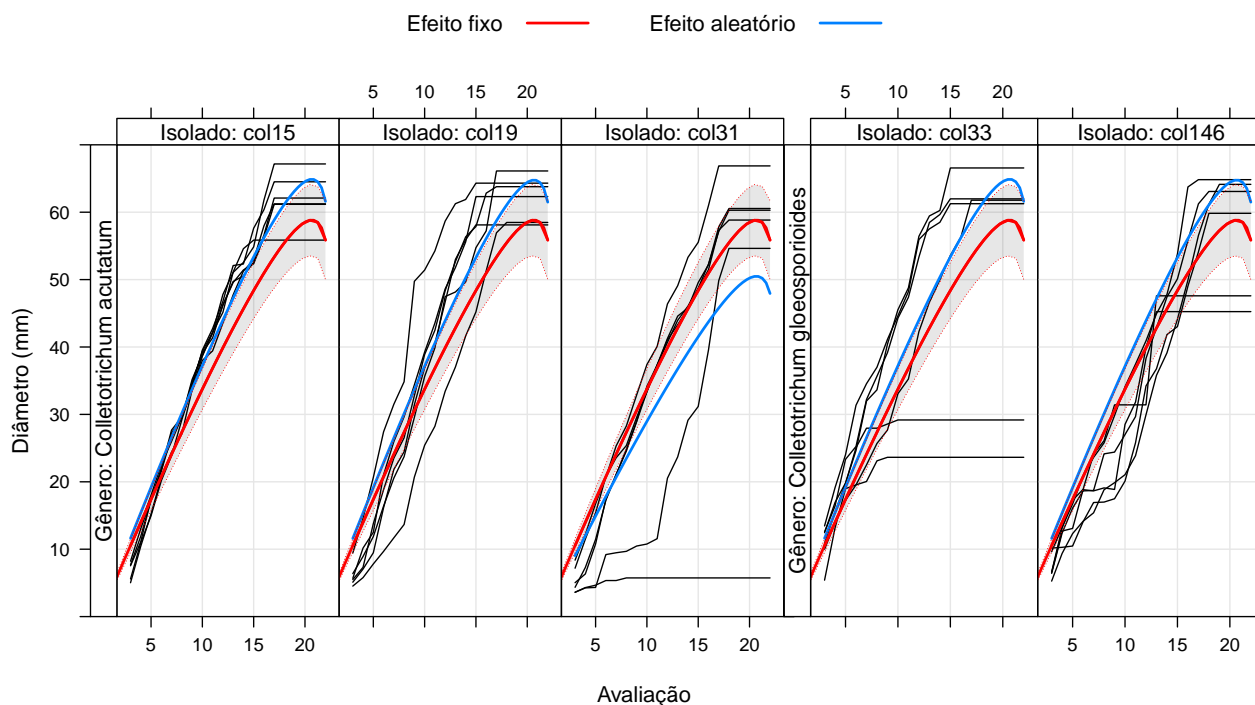 Efeito fixo Efeito aleatório
5 10 15 20 5 10 15 20
Isolado: col15 Isolado: col19 Isolado: col31 Isolado: col33 Isolado: col146
Diâmetro (mm)
60
50
40
30
20
10
Gênero: Colletotrichum acutatum
Gênero: Colletotrichum gloeosporioides
5 10 15 20 5 10 15 20 5 10 15 20
Avaliação